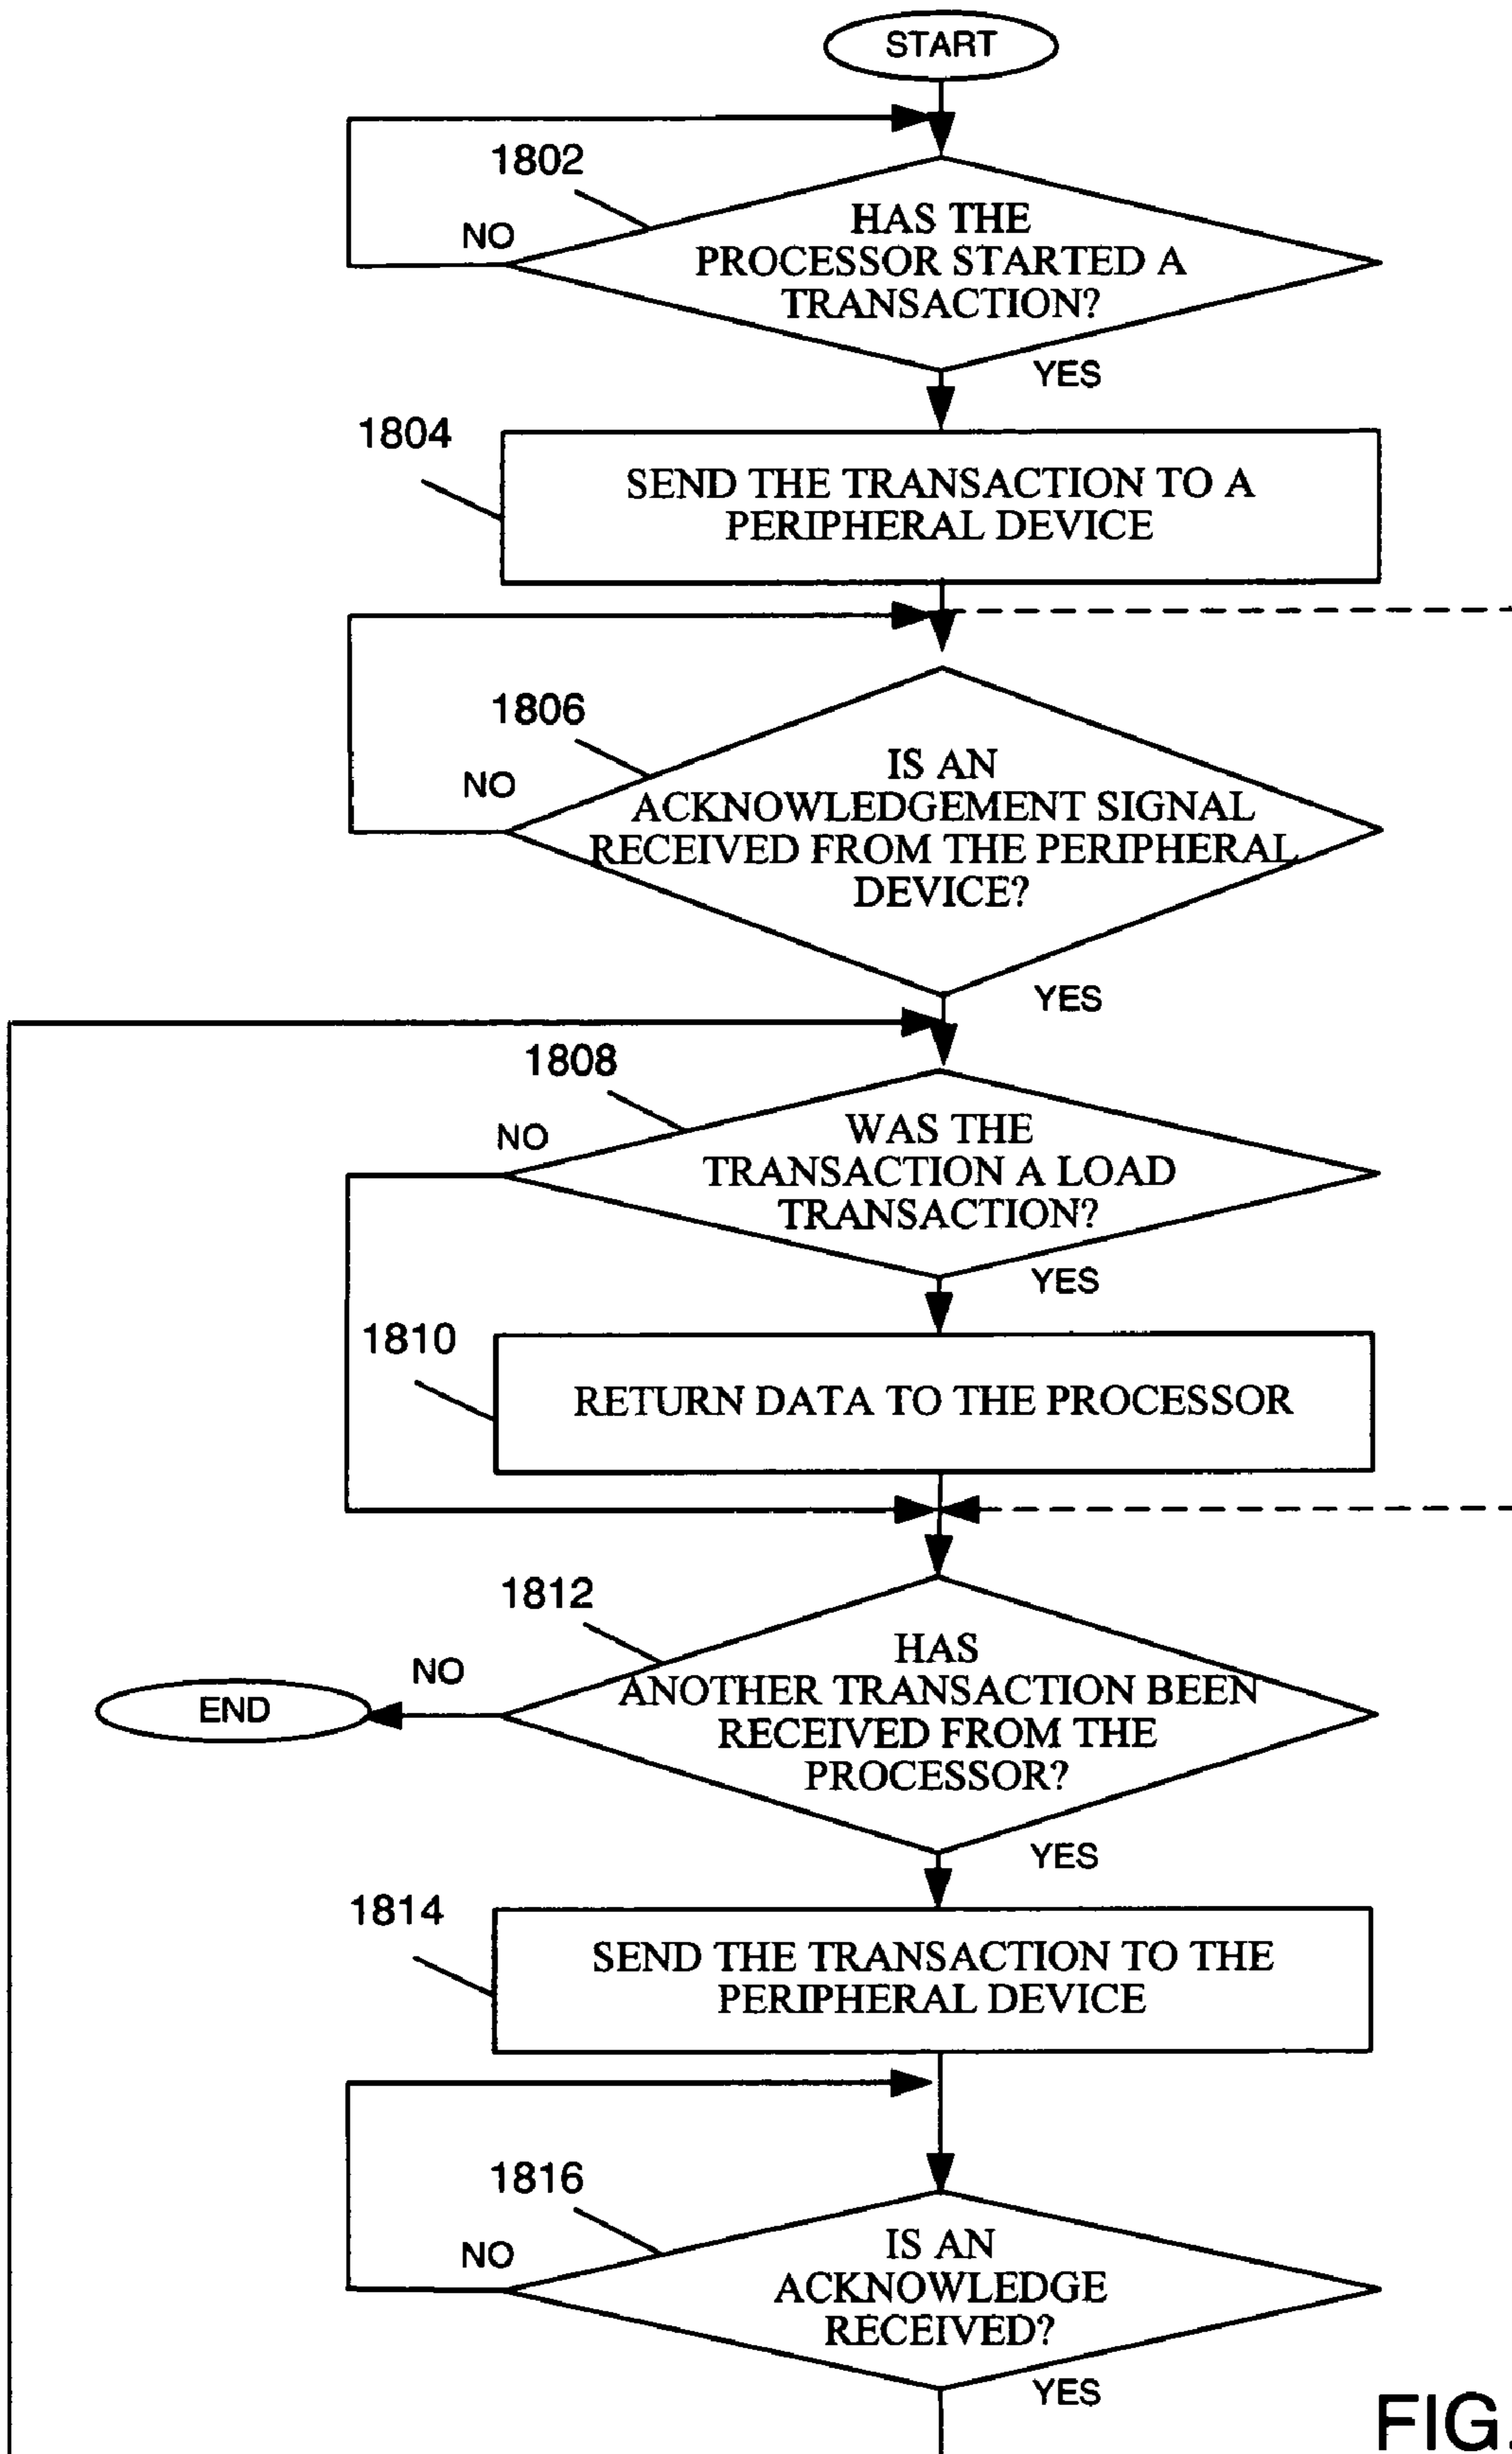 START
1802
NO
HAS THE
PROCESSOR STARTED A
TRANSACTION?
YES
1804
SEND THE TRANSACTION TO A
PERIPHERAL DEVICE
1806
NO
IS AN
ACKNOWLEDGEMENT SIGNAL
RECEIVED FROM THE PERIPHERAL
DEVICE?
YES
1808
NO
WAS THE
TRANSACTION A LOAD
TRANSACTION?
YES
1810
RETURN DATA TO THE PROCESSOR
1812
NO
END
HAS
ANOTHER TRANSACTION BEEN
RECEIVED FROM THE
PROCESSOR?
YES
1814
SEND THE TRANSACTION TO THE
PERIPHERAL DEVICE
1816
NO
IS AN
ACKNOWLEDGE
RECEIVED?
YES
FIG.